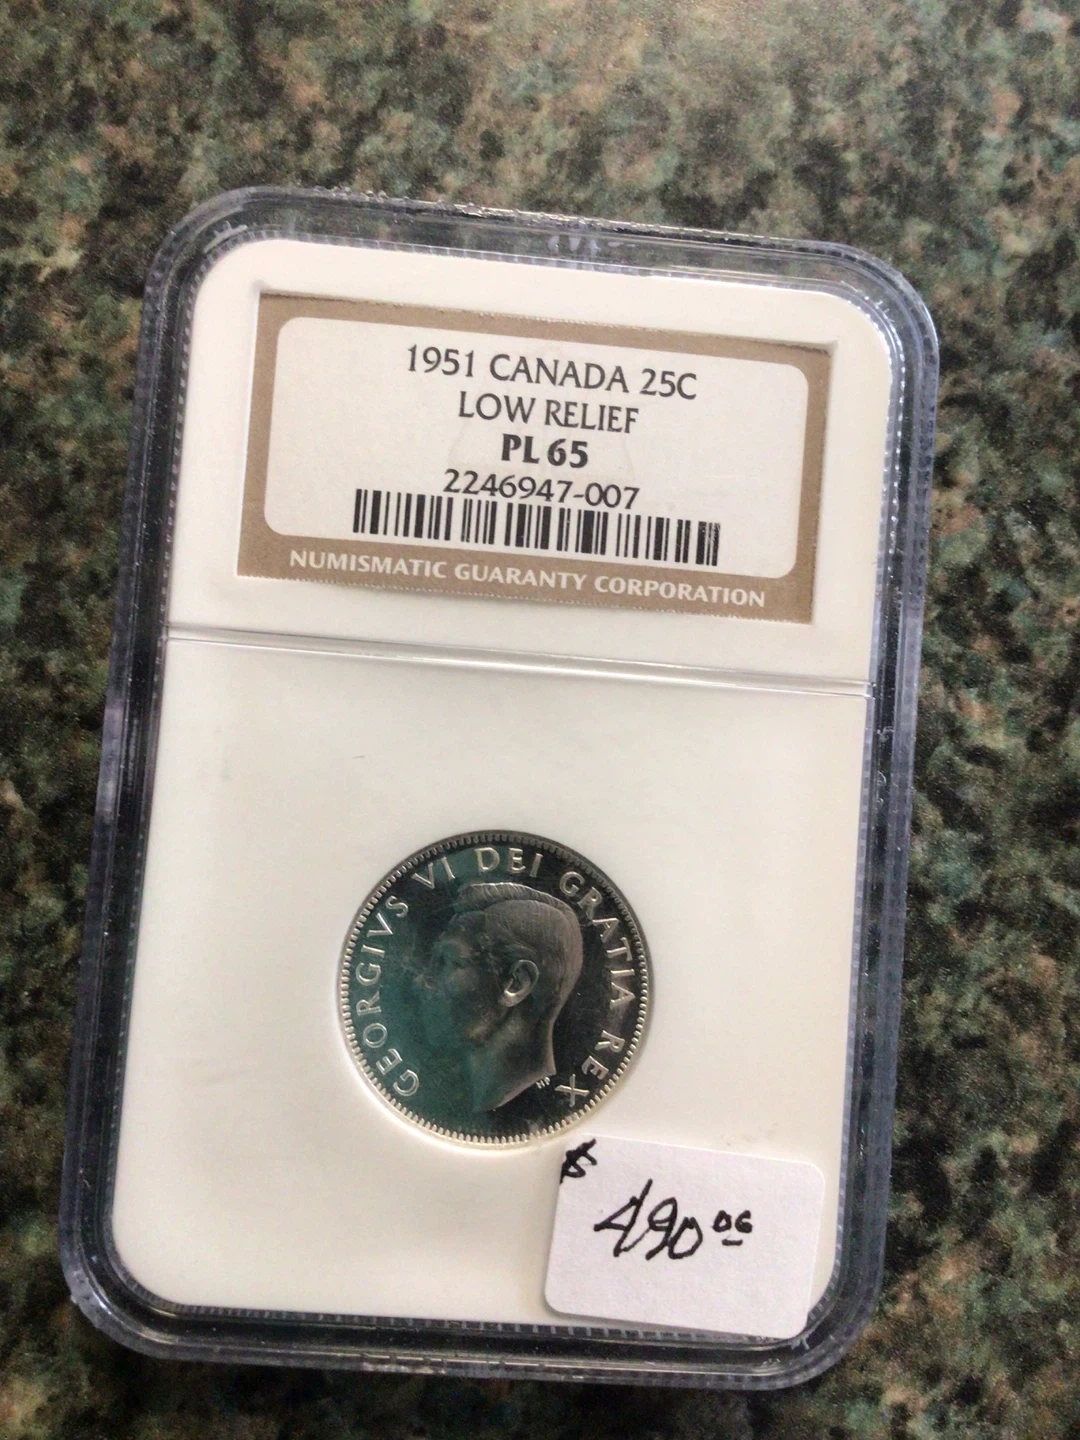 1951 CANADA 25C
LOW RELIEF
PL 65
2246947-007
NUMISMATIC GUARANTY CORPORATION
GEORGIVS VI DEI GRATIA REX
HP
$490.00